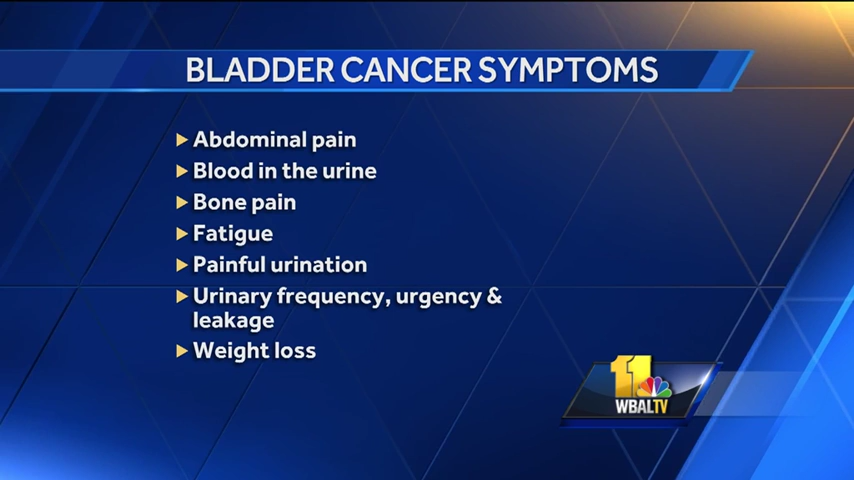 BLADDER CANCER SYMPTOMS
Abdominal pain
Blood in the urine
Bone pain
Fatigue
Painful urination
Urinary frequency, urgency &
leakage
Weight loss
11
WBALTV